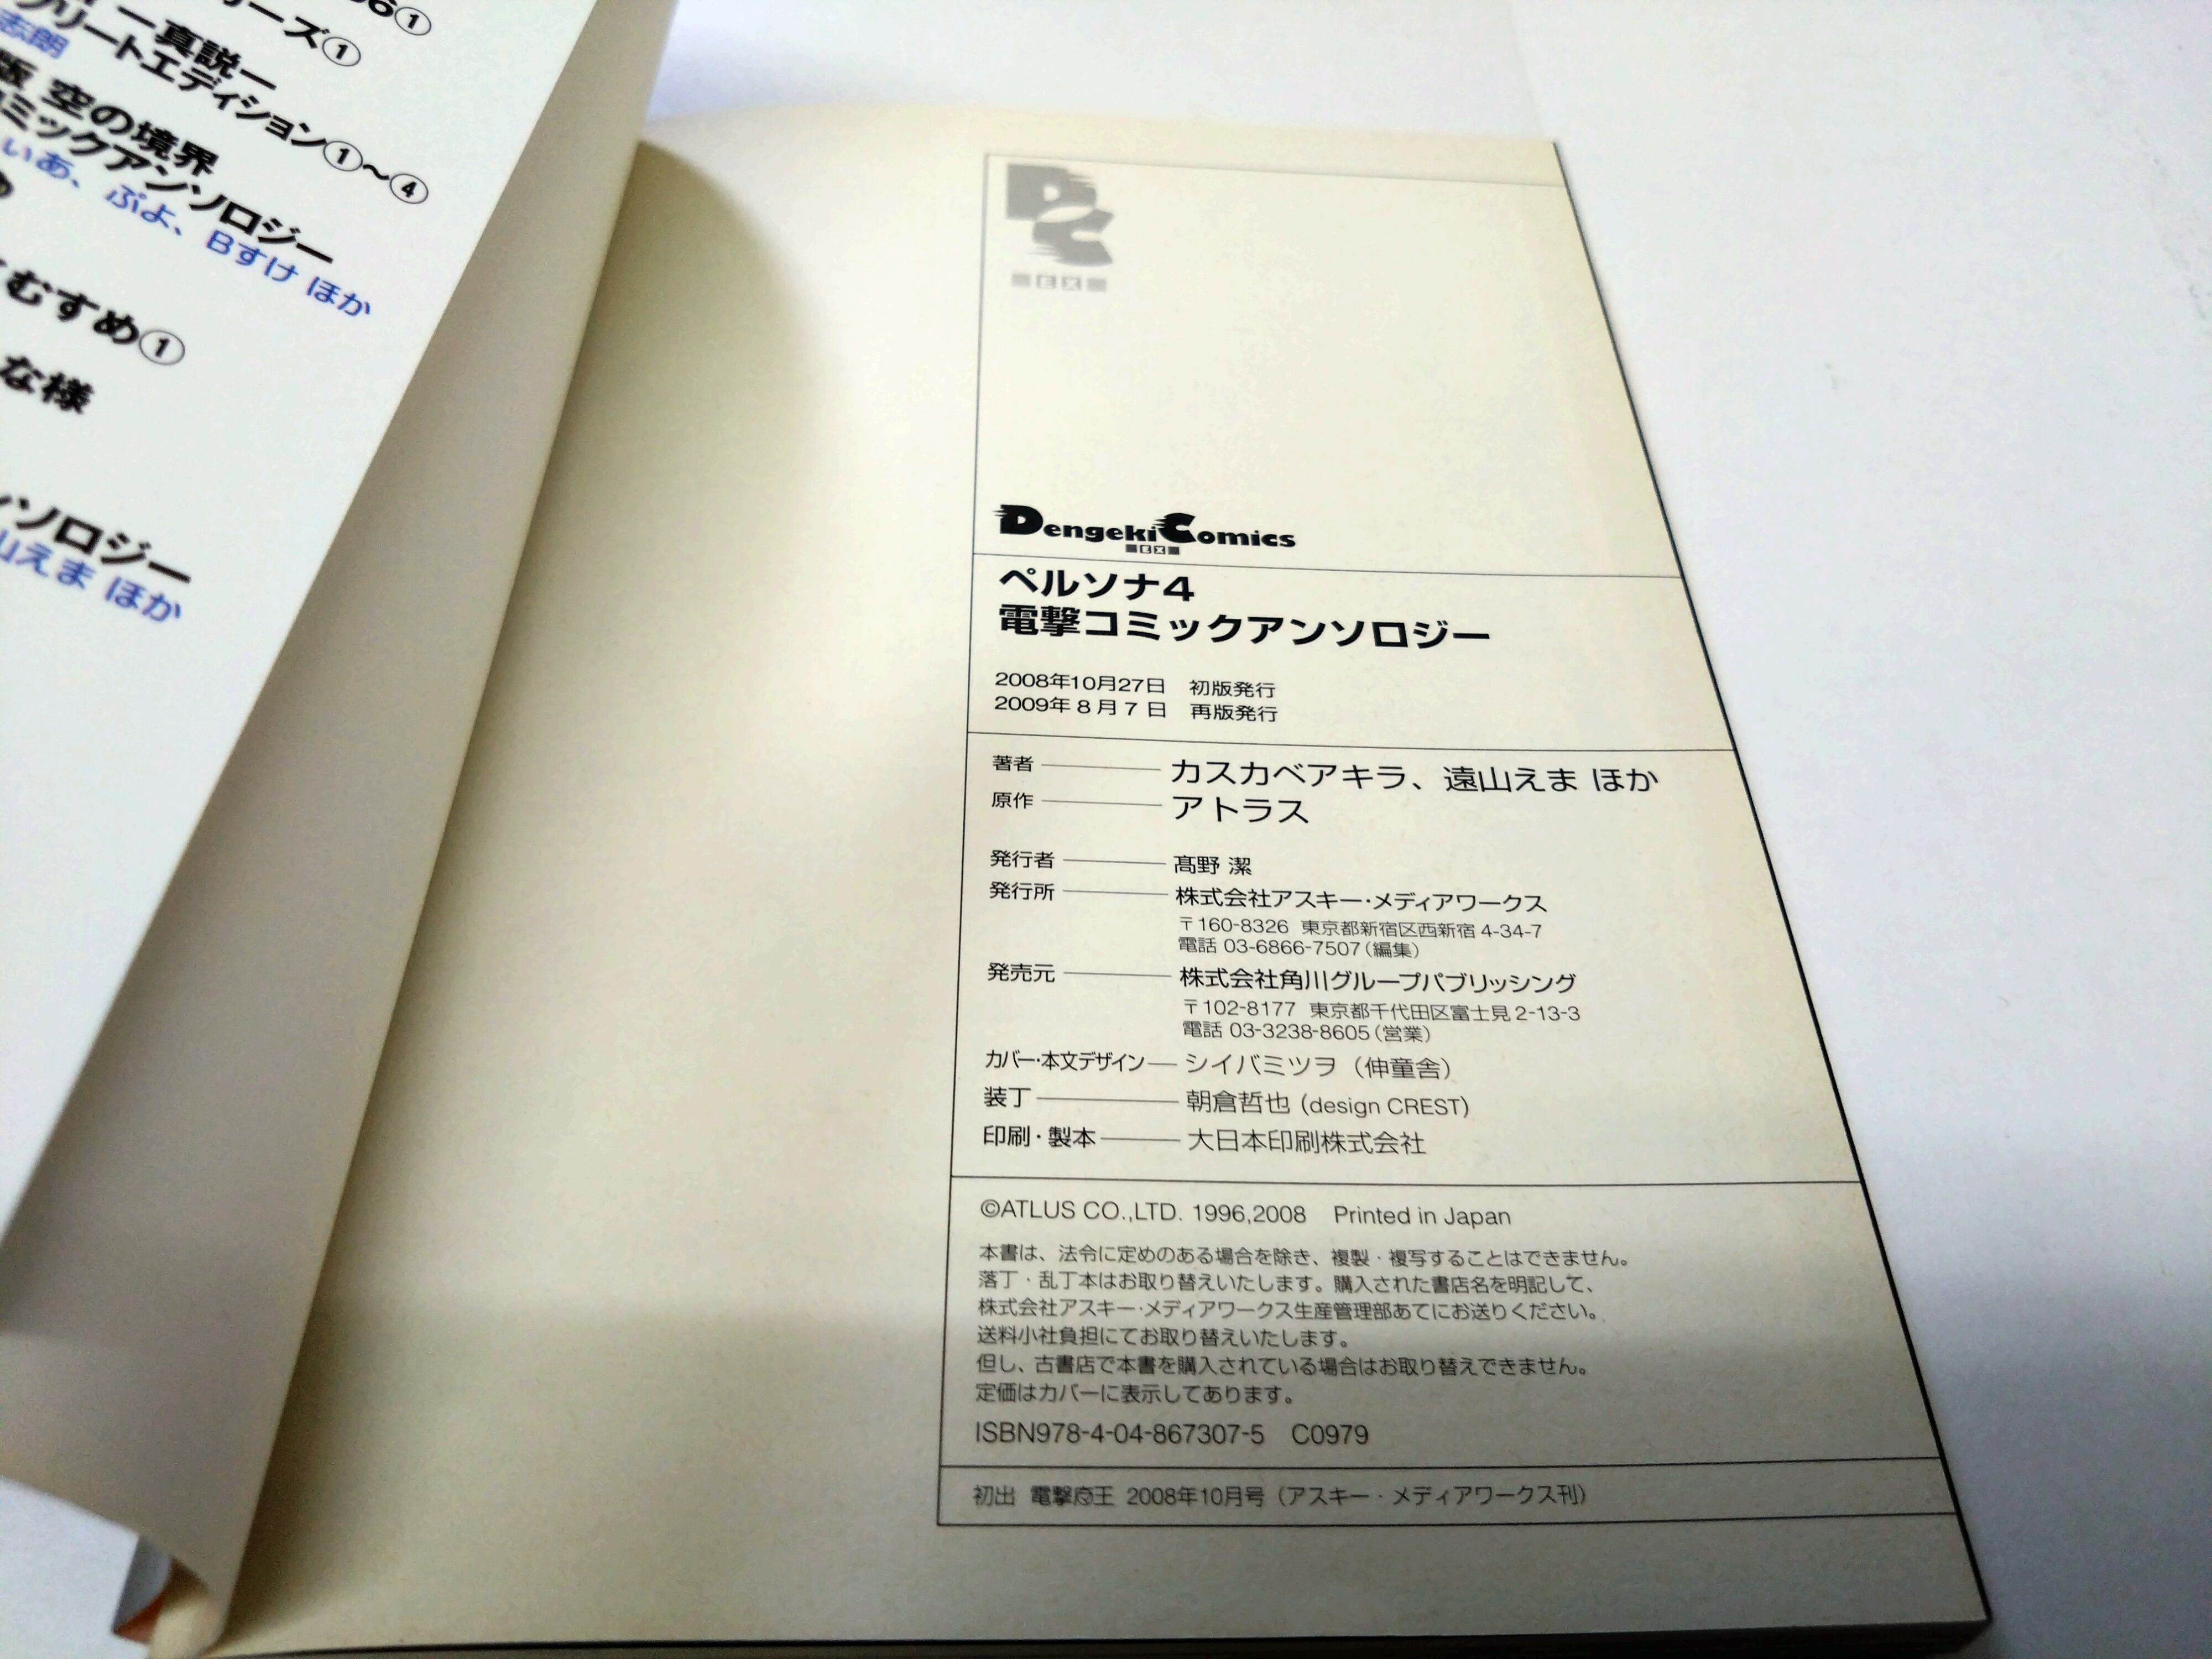 ーズ①
ー真説ー
リートエディション①～④
志朗
版 空の境界
ミックアンソロジー
いあ、ぷよ、Bすけ ほか
むすめ①
な様
ンソロジー
山えま ほか
DC
EX
Dengeki Comics
EX
ペルソナ4
電撃コミックアンソロジー
2008年10月27日 初版発行
2009年8月7日 再版発行
著者 カスカベアキラ、遠山えま ほか
原作 アトラス
発行者 髙野 潔
発行所 株式会社アスキー・メディアワークス
〒160-8326 東京都新宿区西新宿4-34-7
電話 03-6866-7507(編集)
発売元 株式会社角川グループパブリッシング
〒102-8177 東京都千代田区富士見2-13-3
電話 03-3238-8605(営業)
カバー・本文デザイン シイバミツヲ（伸童舎）
装丁 朝倉哲也 (design CREST)
印刷・製本 大日本印刷株式会社
©ATLUS CO.,LTD. 1996,2008 Printed in Japan
本書は、法令に定めのある場合を除き、複製・複写することはできません。
落丁・乱丁本はお取り替えいたします。購入された書店名を明記して、
株式会社アスキー・メディアワークス生産管理部あてにお送りください。
送料小社負担にてお取り替えいたします。
但し、古書店で本書を購入されている場合はお取り替えできません。
定価はカバーに表示してあります。
ISBN978-4-04-867307-5 C0979
初出 電撃黒王 2008年10月号（アスキー・メディアワークス刊）